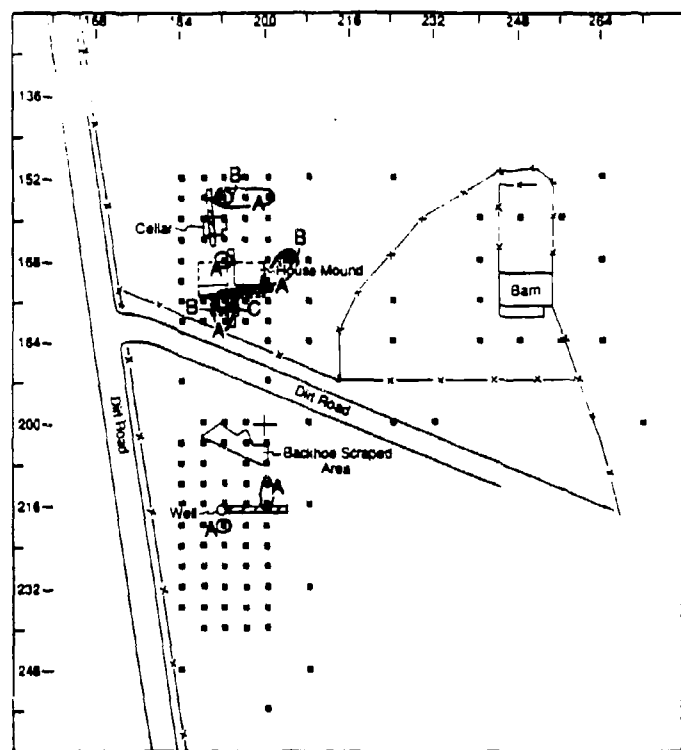 168 184 200 216 232 248 264
136
152
B
A
Cellar
B
A
House Mound
168
A
Barn
B
C
A
184
Dirt Road
Dirt Road
200
Backhoe Scraped
Area
A
216
Well
A
232
248